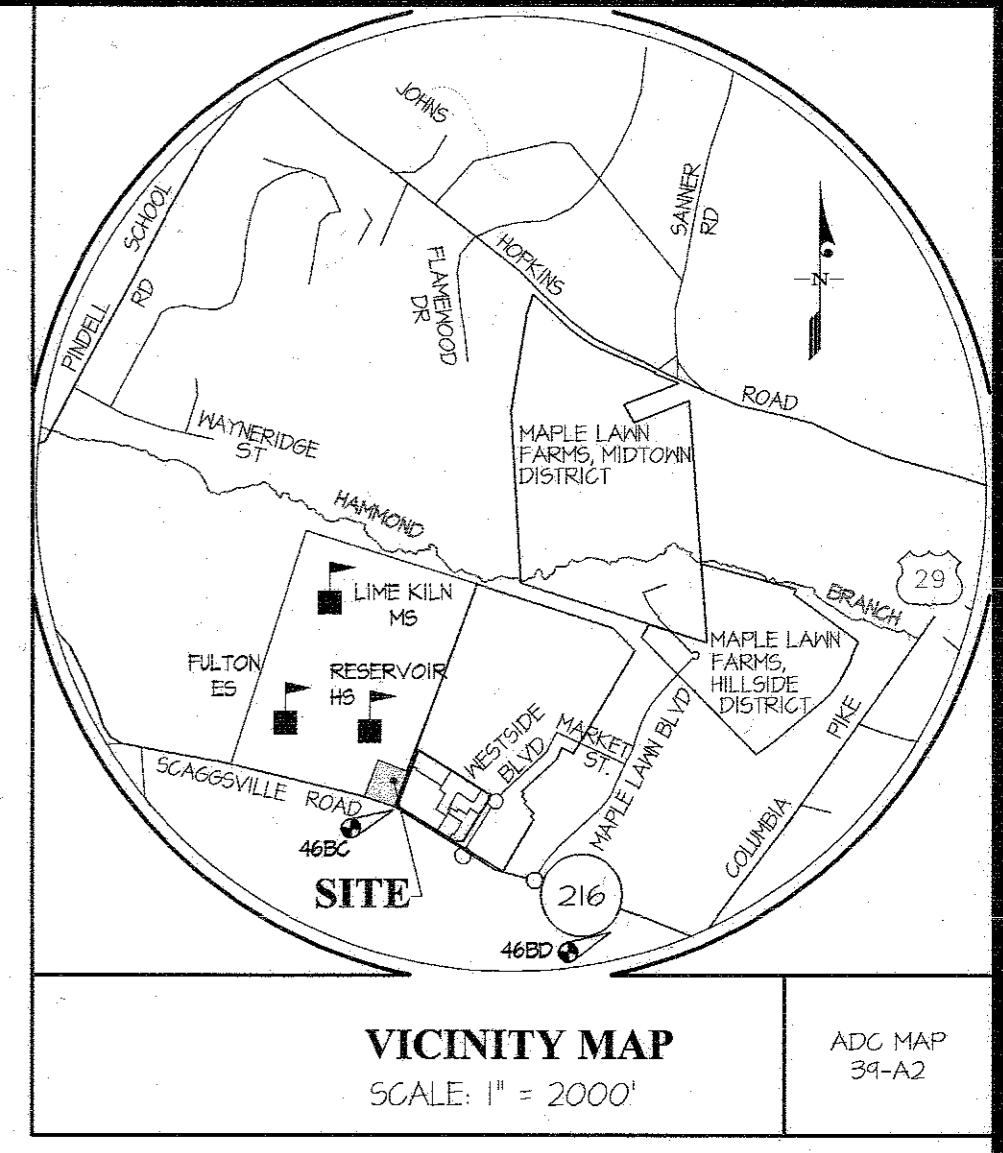 JOHNS
HOPKINS
ROAD
SANNER
RD
PINDELL SCHOOL
RD
FLAMEWOOD
DR
N
WAYNERIDGE
ST
MAPLE LAWN
FARMS, MIDTOWN
DISTRICT
HAMMOND
BRANCH
29
LIME KILN
MS
FULTON
ES
RESERVOIR
HS
MAPLE LAWN
FARMS,
HILLSIDE
DISTRICT
WESTSIDE
BLVD
MARKET
ST.
MAPLE LAWN BLVD
COLUMBIA PIKE
SCAGGSVILLE ROAD
46BC
SITE
216
46BD
VICINITY MAP
SCALE: 1" = 2000'
ADC MAP
39-A2